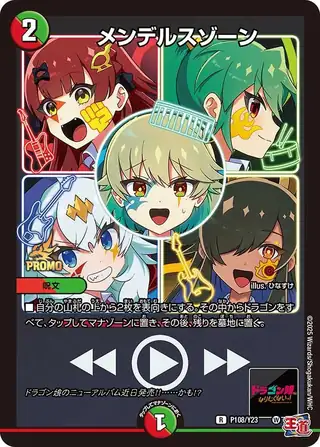 2
メンデルスゾーン
illus. ひなすけ
PROMO
呪文
■自分の山札の上から2枚を表向きにする。その中からドラゴンをす
べて、タップしてマナゾーンに置き、その後、残りを墓地に置く。
ドラゴン娘のニューアルバム近日発売!!……かも!?
©2025 Wizards/Shogakukan/WHC
R P108/Y23 W
1
王道